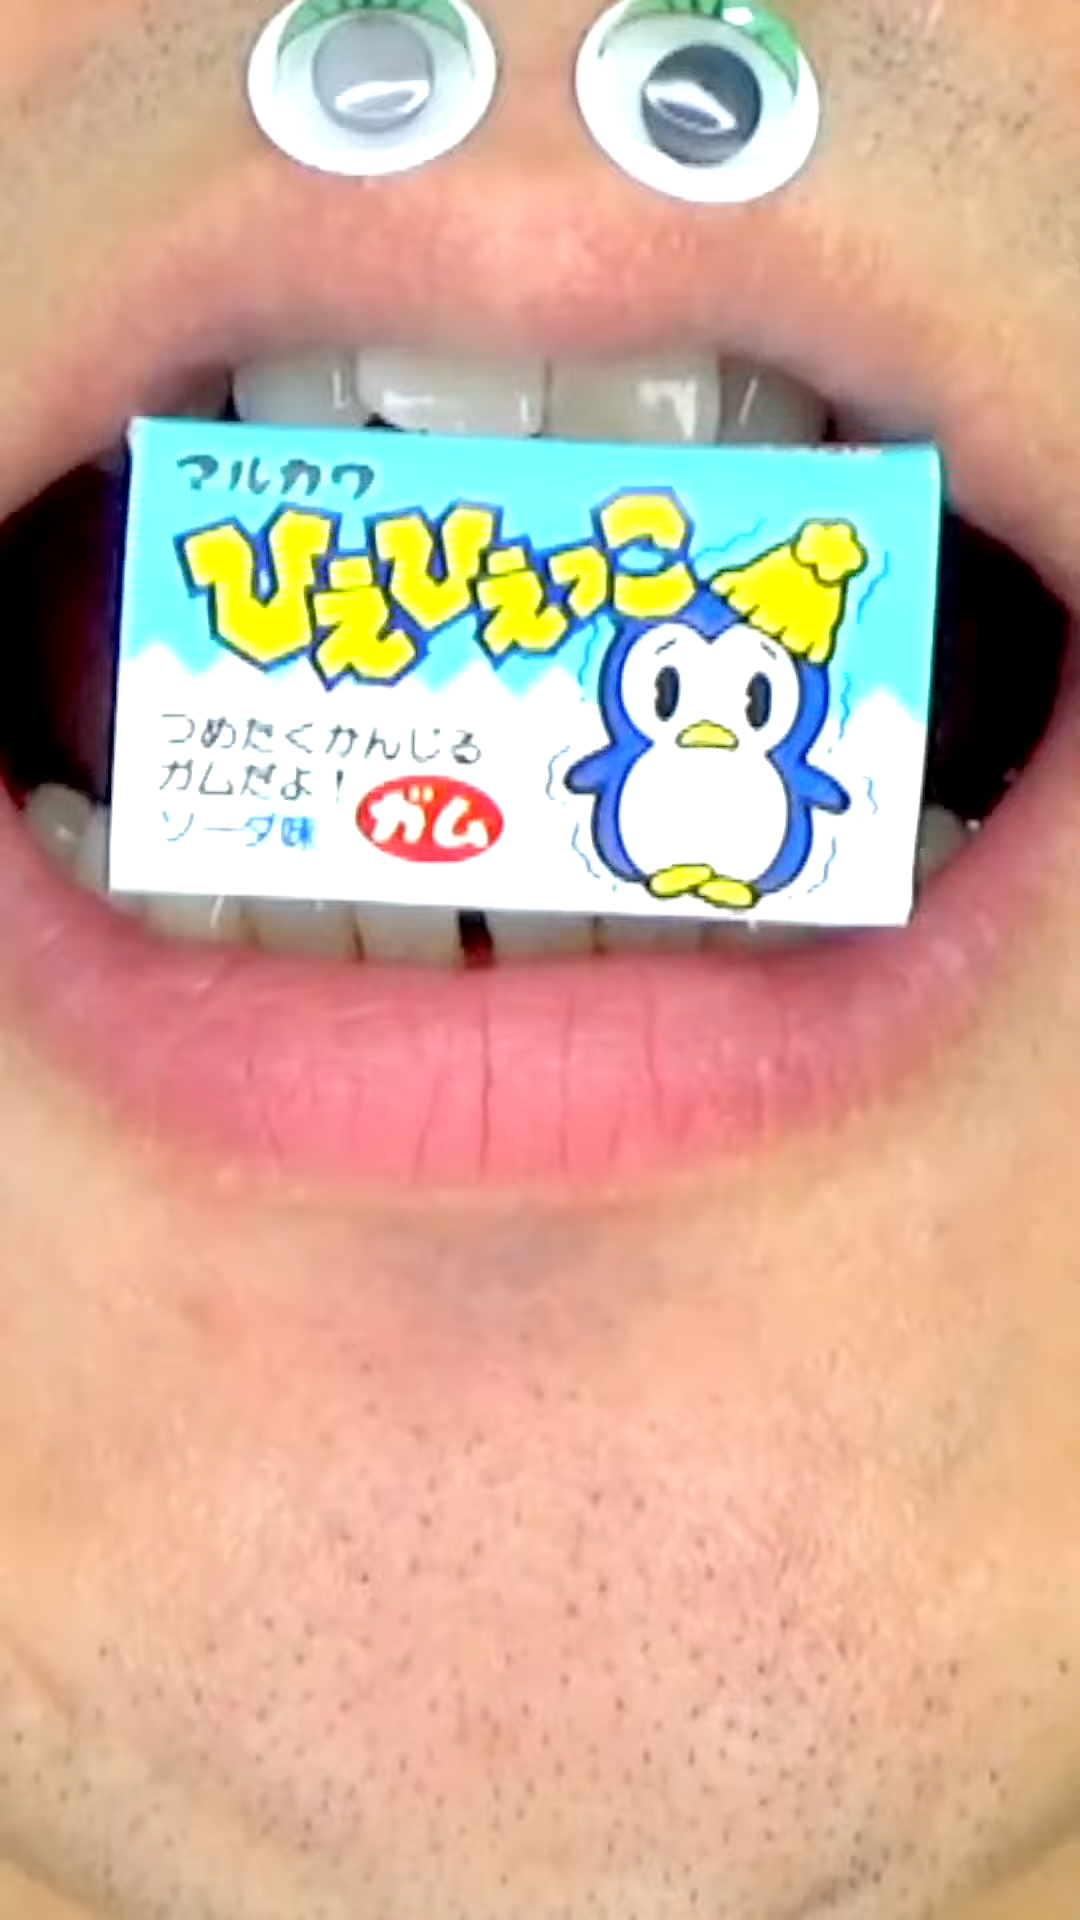 マルカワ
ひえひえっこ
つめたくかんじる
ガムだよ!
ソーダ味
ガム